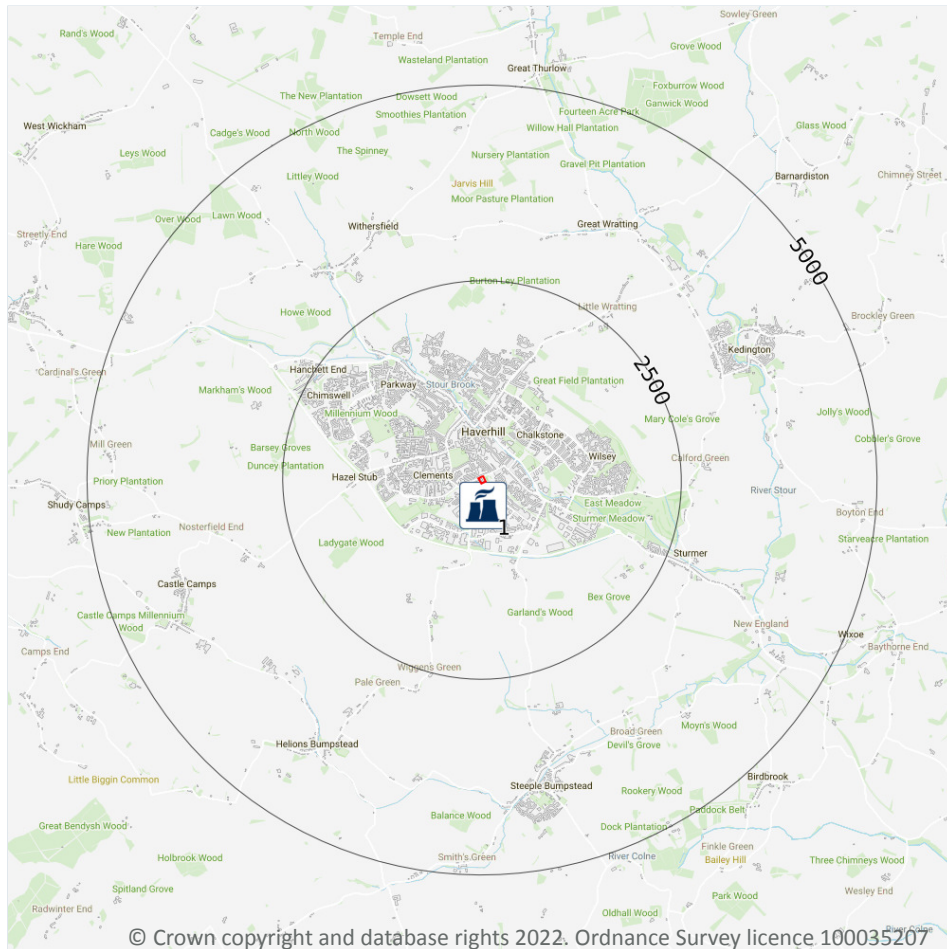 Sowley Green
Rand's Wood
Temple End
Grove Wood
Wasteland Plantation
Great Thurlow
Foxburrow Wood
The New Plantation
Dowsett Wood
Ganwick Wood
Smoothies Plantation
Fourteen Acre Park
West Wickham
Cadge's Wood
North Wood
Willow Hall Plantation
Glass Wood
Leys Wood
The Spinney
Nursery Plantation
Gravel Pit Plantation
Littley Wood
Jarvis Hill
Barnardiston
Chimney Street
Moor Pasture Plantation
Over Wood
Lawn Wood
Withersfield
Great Wratting
Streetly End
Hare Wood
5000
Burton Ley Plantation
Howe Wood
Little Wratting
Brockley Green
Kedington
Cardinal's Green
Hanchett End
2500
Markham's Wood
Chimswell
Parkway
Stour Brook
Great Field Plantation
Millennium Wood
Mary Cole's Grove
Jolly's Wood
Mill Green
Barsey Groves
Haverhill
Chalkstone
Cobbler's Grove
Duncey Plantation
Wilsey
Calford Green
Priory Plantation
Hazel Stub
Clements
River Stour
Shudy Camps
East Meadow
Boyton End
New Plantation
Nosterfield End
Sturmer Meadow
1
Starveacre Plantation
Ladygate Wood
Sturmer
Castle Camps
Bex Grove
Garland's Wood
Castle Camps Millennium
Wood
New England
Wixoe
Camps End
Baythorne End
Wiggens Green
Pale Green
Moyn's Wood
Broad Green
Helions Bumpstead
Devil's Grove
Little Biggin Common
Steeple Bumpstead
Birdbrook
Rookery Wood
Paddock Belt
Great Bendysh Wood
Balance Wood
Dock Plantation
Finkle Green
Holbrook Wood
Smith's Green
River Colne
Bailey Hill
Three Chimneys Wood
Spitland Grove
Park Wood
Wesley End
Radwinter End
Oldhall Wood
River Colne
© Crown copyright and database rights 2022. Ordnance Survey licence 100035207